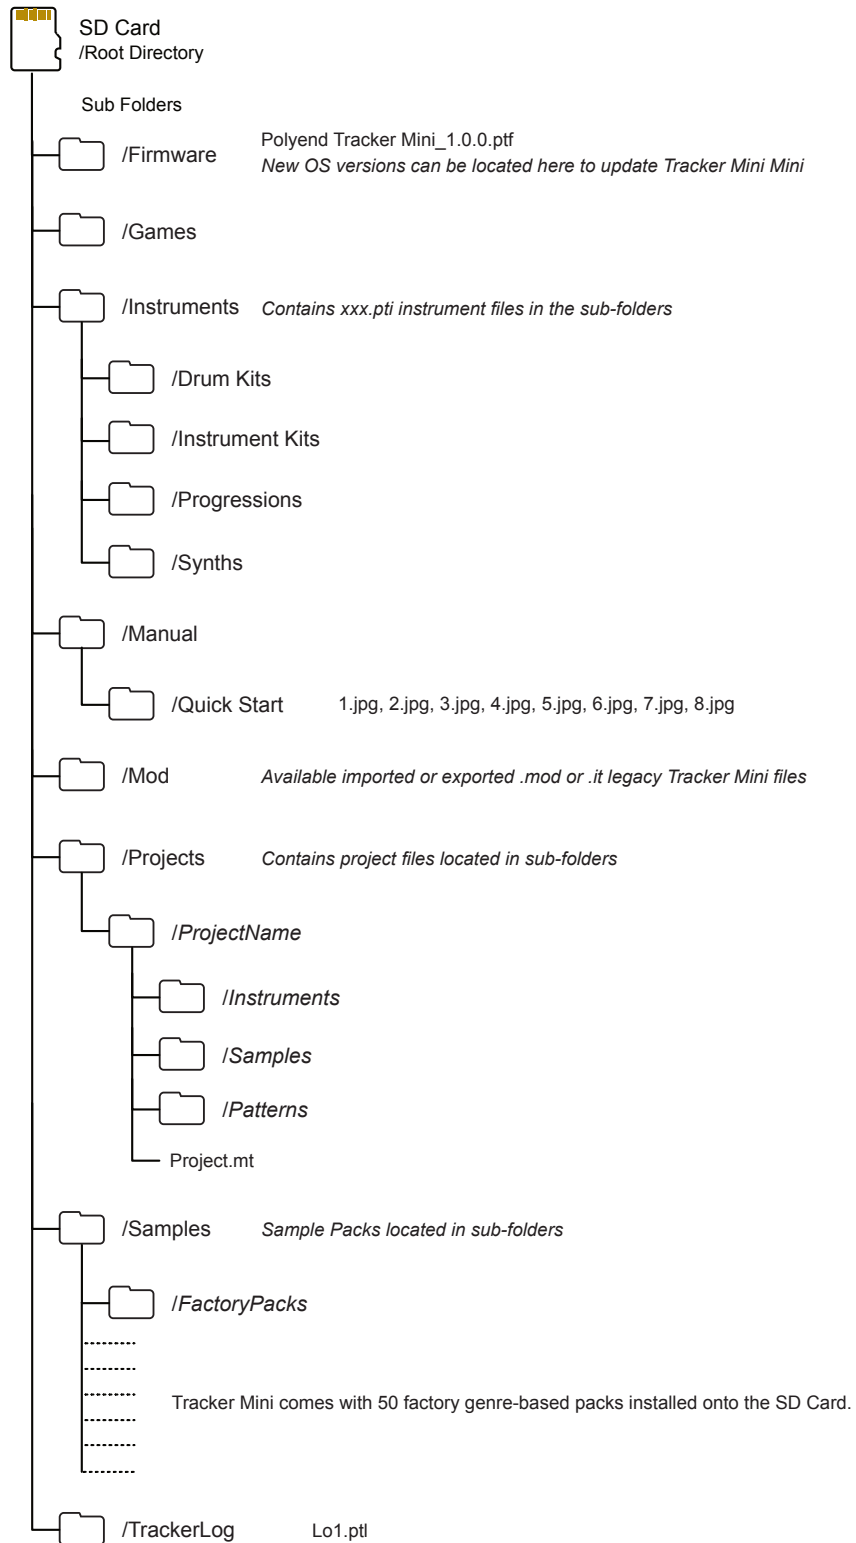 SD Card
/Root Directory
Sub Folders
/Firmware
Polyend Tracker Mini_1.0.0.ptf
New OS versions can be located here to update Tracker Mini Mini
/Games
/Instruments
Contains xxx.pti instrument files in the sub-folders
/Drum Kits
/Instrument Kits
/Progressions
/Synths
/Manual
/Quick Start
1.jpg, 2.jpg, 3.jpg, 4.jpg, 5.jpg, 6.jpg, 7.jpg, 8.jpg
/Mod
Available imported or exported .mod or .it legacy Tracker Mini files
/Projects
Contains project files located in sub-folders
/ProjectName
/Instruments
/Samples
/Patterns
Project.mt
/Samples
Sample Packs located in sub-folders
/FactoryPacks
Tracker Mini comes with 50 factory genre-based packs installed onto the SD Card.
/TrackerLog
Lo1.ptl